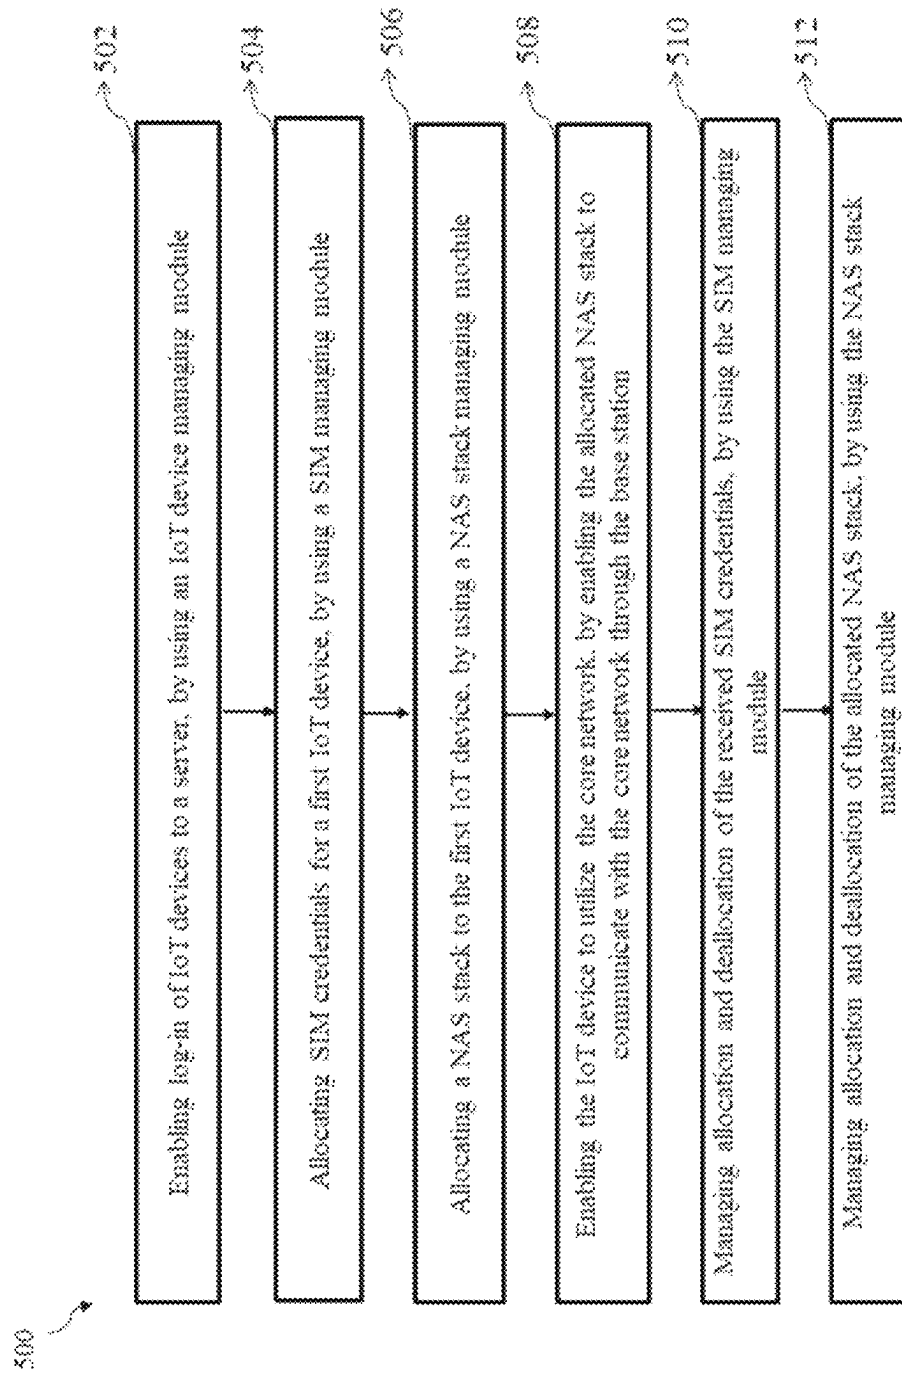 500
502
Enabling log-in of IoT devices to a server, by using an IoT device managing module
504
Allocating SIM credentials for a first IoT device, by using a SIM managing module
506
Allocating a NAS stack to the first IoT device, by using a NAS stack managing module
508
Enabling the IoT device to utilize the core network, by enabling the allocated NAS stack to
communicate with the core network through the base station
510
Managing allocation and deallocation of the received SIM credentials, by using the SIM managing
module
512
Managing allocation and deallocation of the allocated NAS stack, by using the NAS stack
managing module